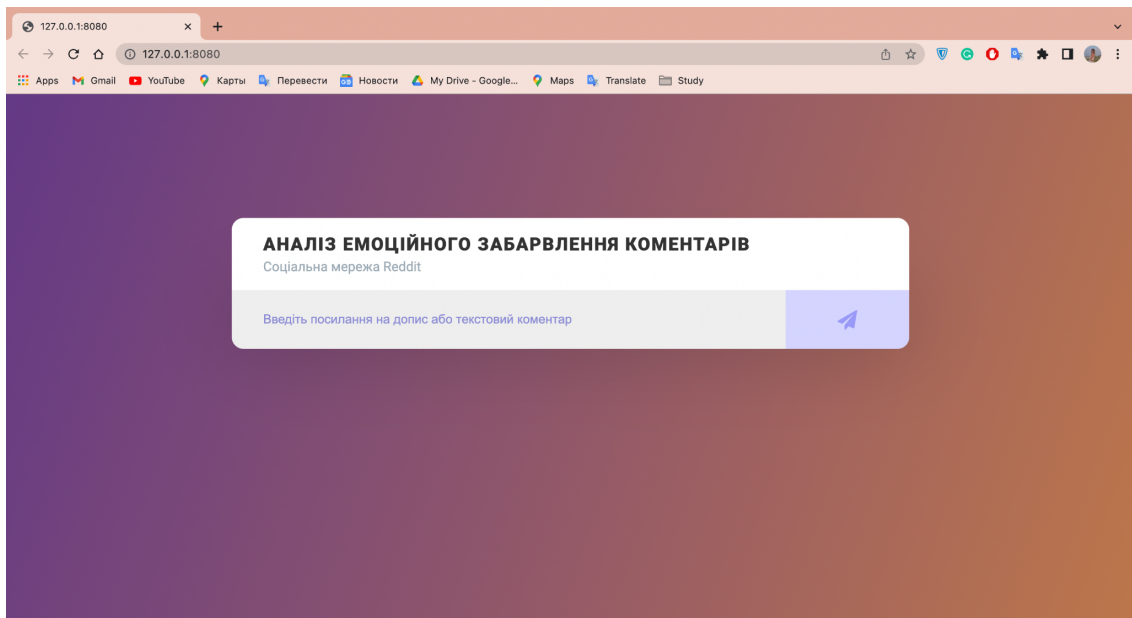 127.0.0.1:8080
127.0.0.1:8080
Apps Gmail YouTube Карты Перевести Новости My Drive – Google... Maps Translate Study
АНАЛІЗ ЕМОЦІЙНОГО ЗАБАРВЛЕННЯ КОМЕНТАРІВ
Соціальна мережа Reddit
Введіть посилання на допис або текстовий коментар